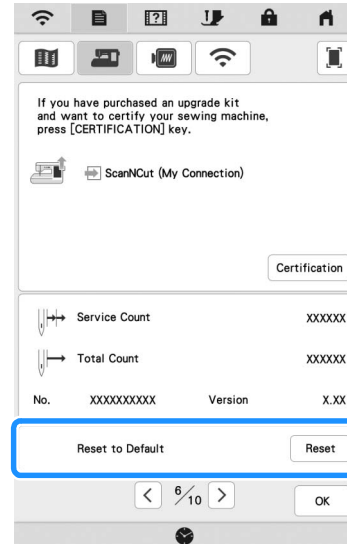 If you have purchased an upgrade kit
and want to certify your sewing machine,
press [CERTIFICATION] key.
ScanNCut (My Connection)
Certification
Service Count XXXXXX
Total Count XXXXXX
No. XXXXXXXXXX Version X.XX
Reset to Default Reset
< 6/10 >
OK